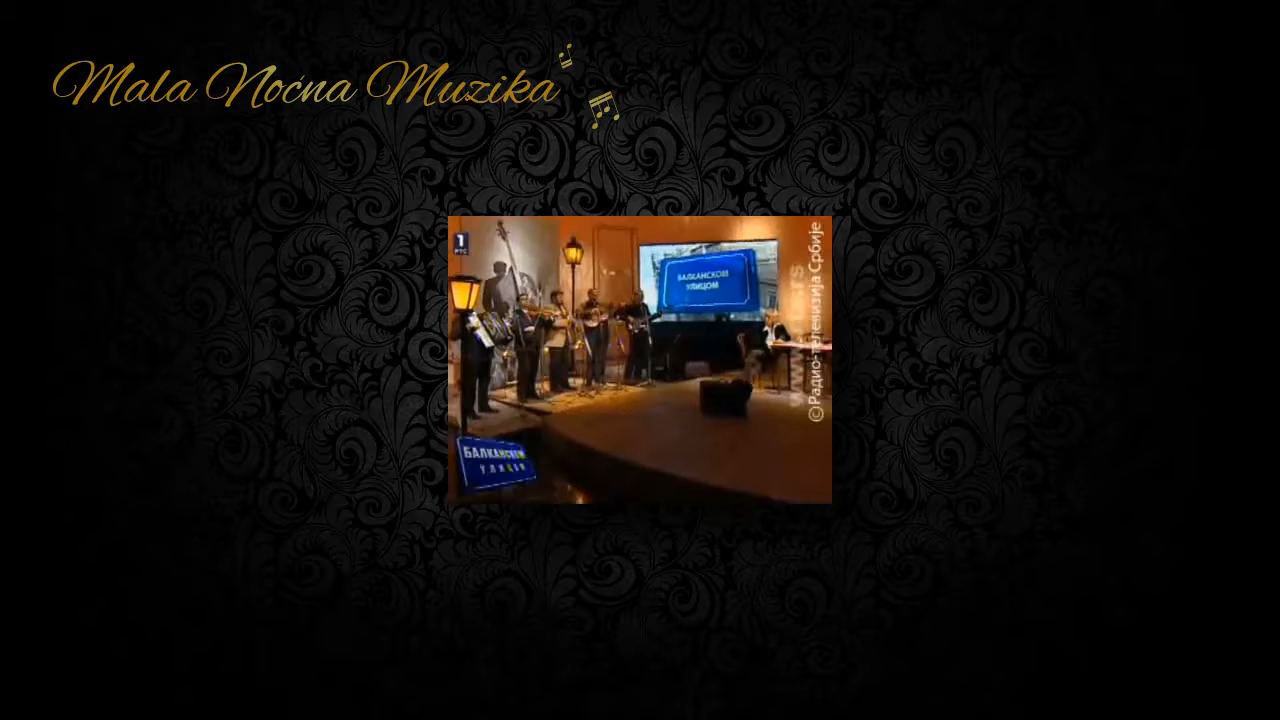 Mala Noćna Muzika
1
РТС
БАЛКАНСКОМ
УЛИЦОМ
©Радио-телевизија Србије
БАЛКАНСКОМ
УЛИЦОМ